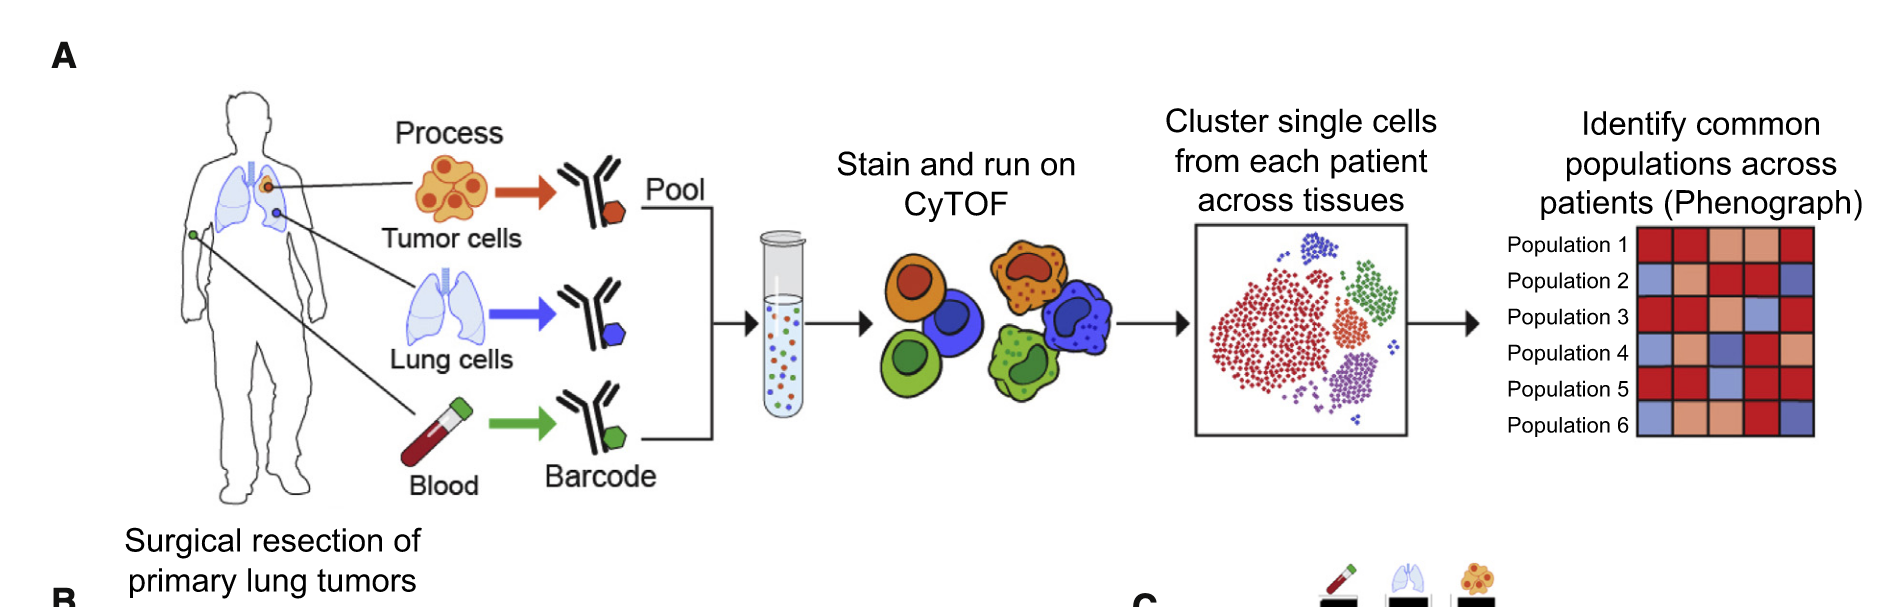 A
Process
Tumor cells
Lung cells
Blood
Barcode
Pool
Surgical resection of
primary lung tumors
Stain and run on
CyTOF
Cluster single cells
from each patient
across tissues
Identify common
populations across
patients (Phenograph)
Population 1
Population 2
Population 3
Population 4
Population 5
Population 6
B
C